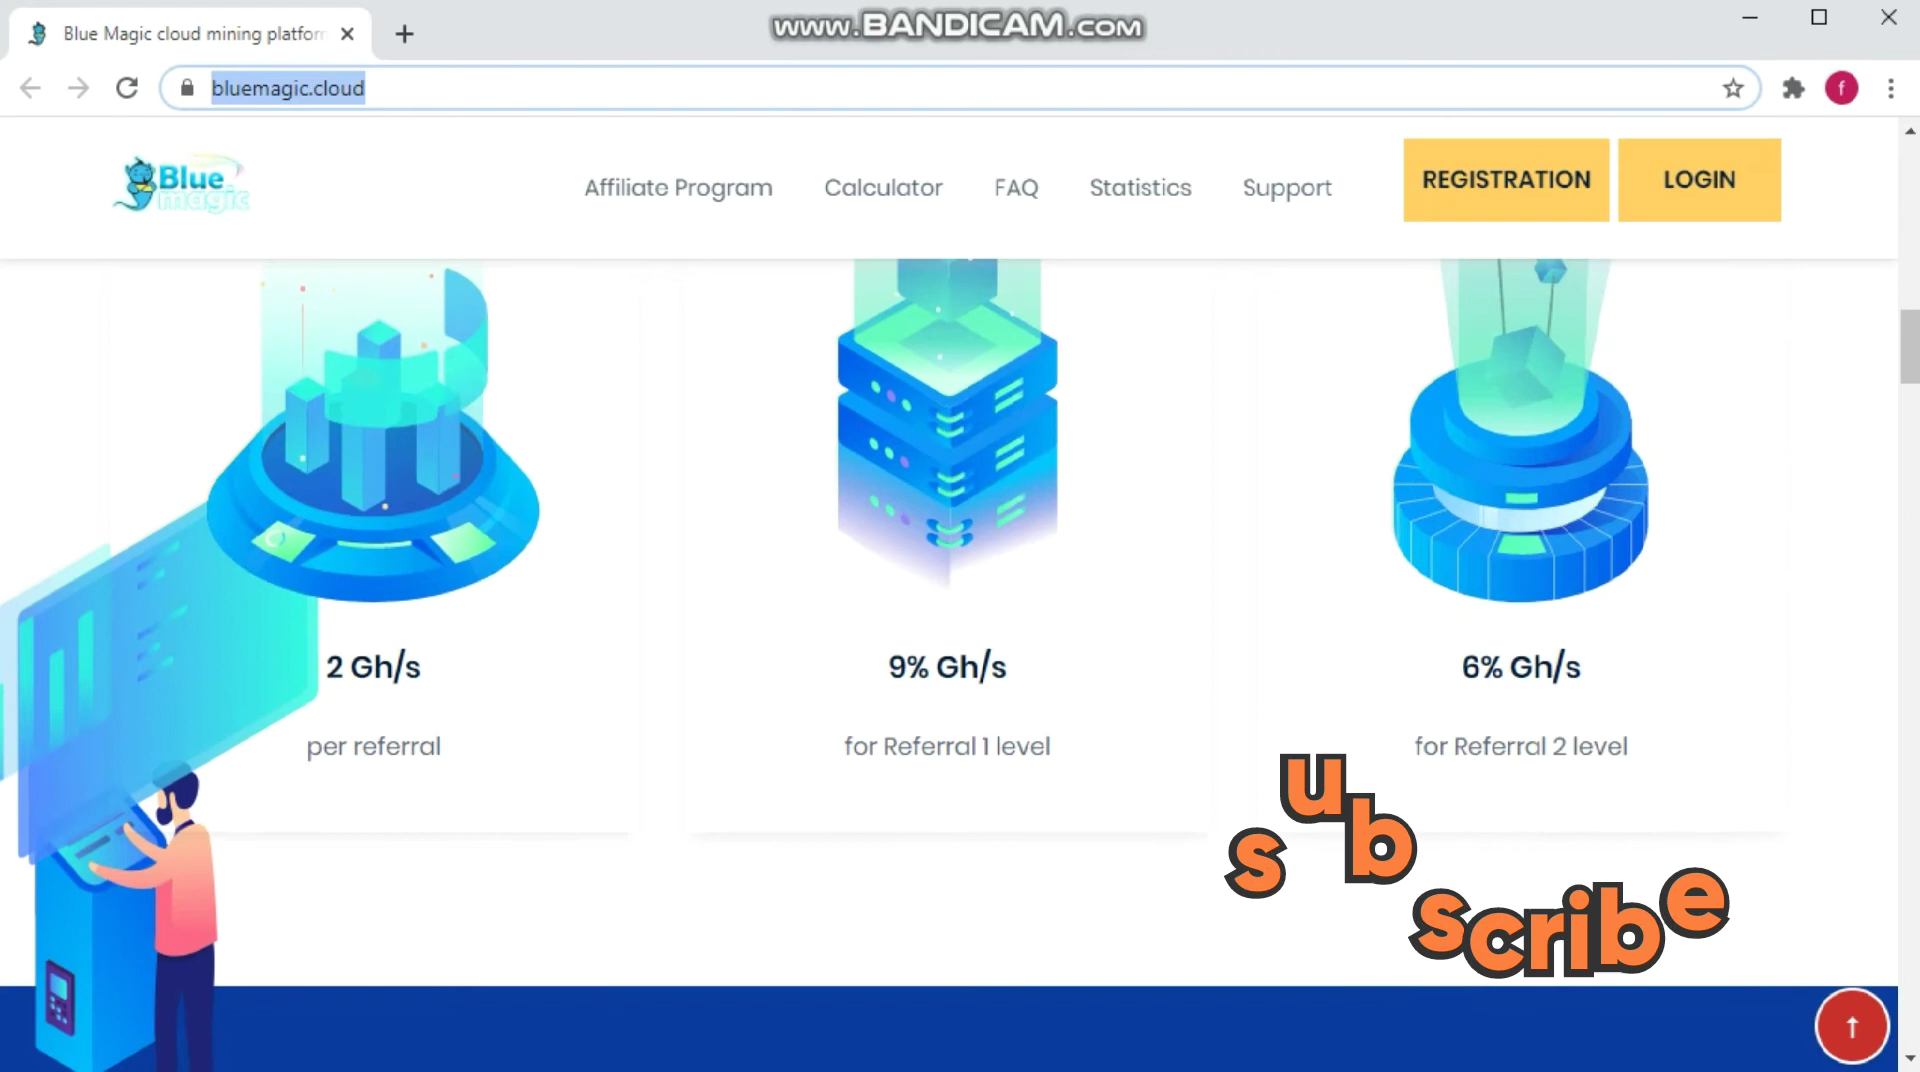 www.BANDICAM.com
Blue Magic cloud mining platfor
bluemagic.cloud
f
Blue
magic
Affiliate Program
Calculator
FAQ
Statistics
Support
REGISTRATION
LOGIN
2 Gh/s
per referral
9% Gh/s
for Referral 1 level
6% Gh/s
for Referral 2 level
subscribe